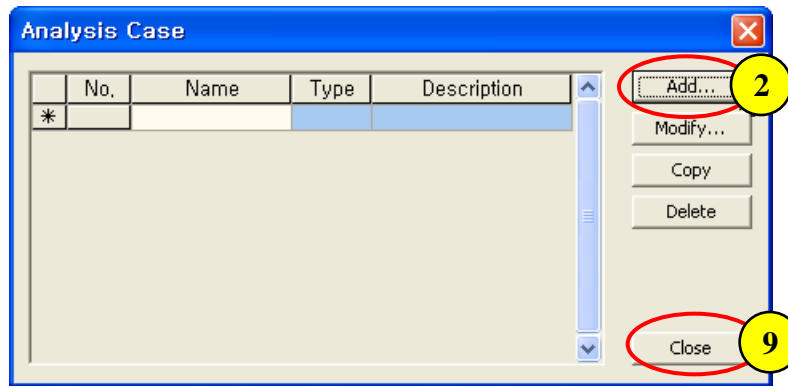 Analysis Case
No, Name Type Description
*
Add... 2
Modify...
Copy
Delete
Close 9